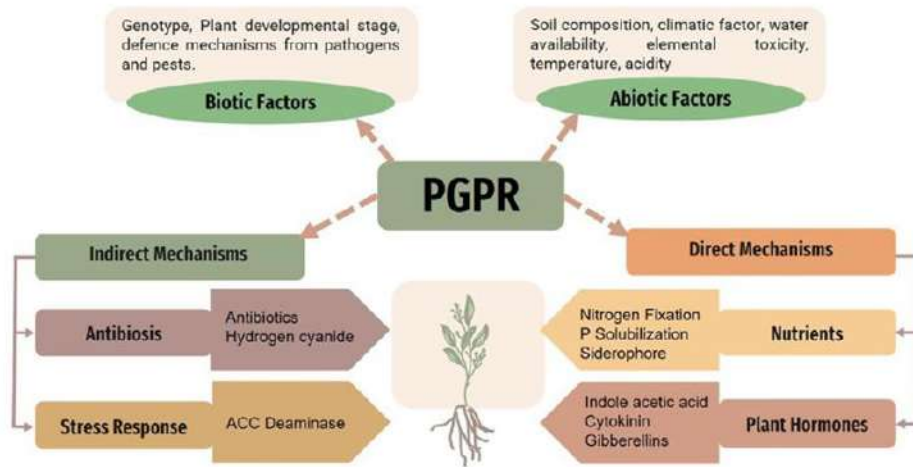 Genotype, Plant developmental stage,
defence mechanisms from pathogens
and pests.
Biotic Factors
Soil composition, climatic factor, water
availability, elemental toxicity,
temperature, acidity
Abiotic Factors
PGPR
Indirect Mechanisms
Direct Mechanisms
Antibiosis
Antibiotics
Hydrogen cyanide
Nitrogen Fixation
P Solubilization
Siderophore
Nutrients
Stress Response
ACC Deaminase
Indole acetic acid
Cytokinin
Gibberellins
Plant Hormones